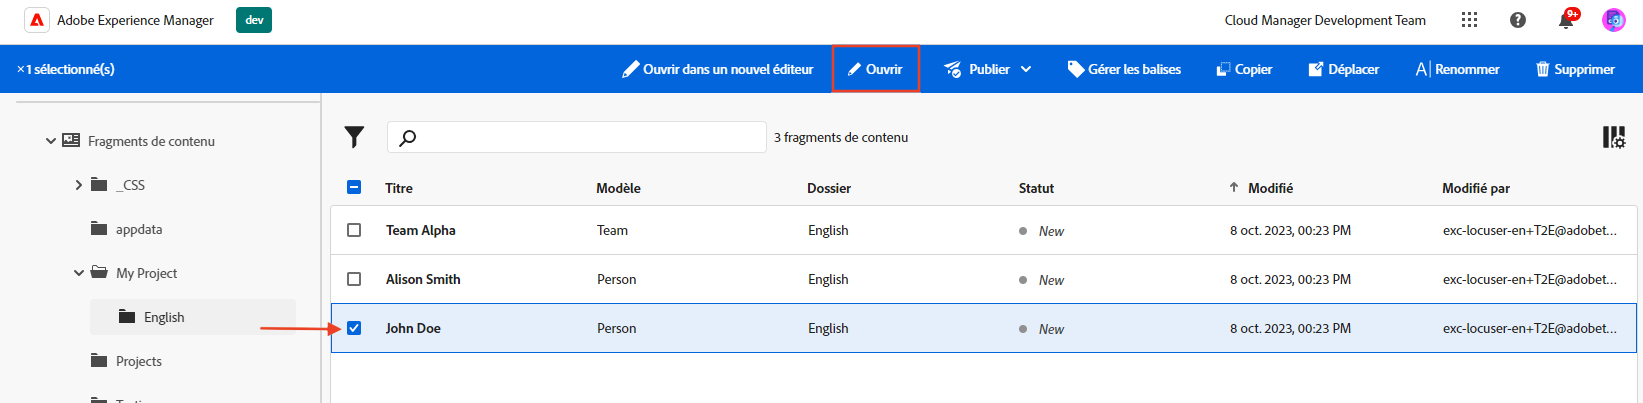 Adobe Experience Manager dev Cloud Manager Development Team 9+
×1 sélectionné(s) Ouvrir dans un nouvel éditeur Ouvrir Publier Gérer les balises Copier Déplacer Renommer Supprimer
Fragments de contenu
_CSS
appdata
My Project
English
Projects
3 fragments de contenu
Titre Modèle Dossier Statut Modifié Modifié par
Team Alpha Team English New 8 oct. 2023, 00:23 PM exc-locuser-en+T2E@adobet...
Alison Smith Person English New 8 oct. 2023, 00:23 PM exc-locuser-en+T2E@adobet...
John Doe Person English New 8 oct. 2023, 00:23 PM exc-locuser-en+T2E@adobet...